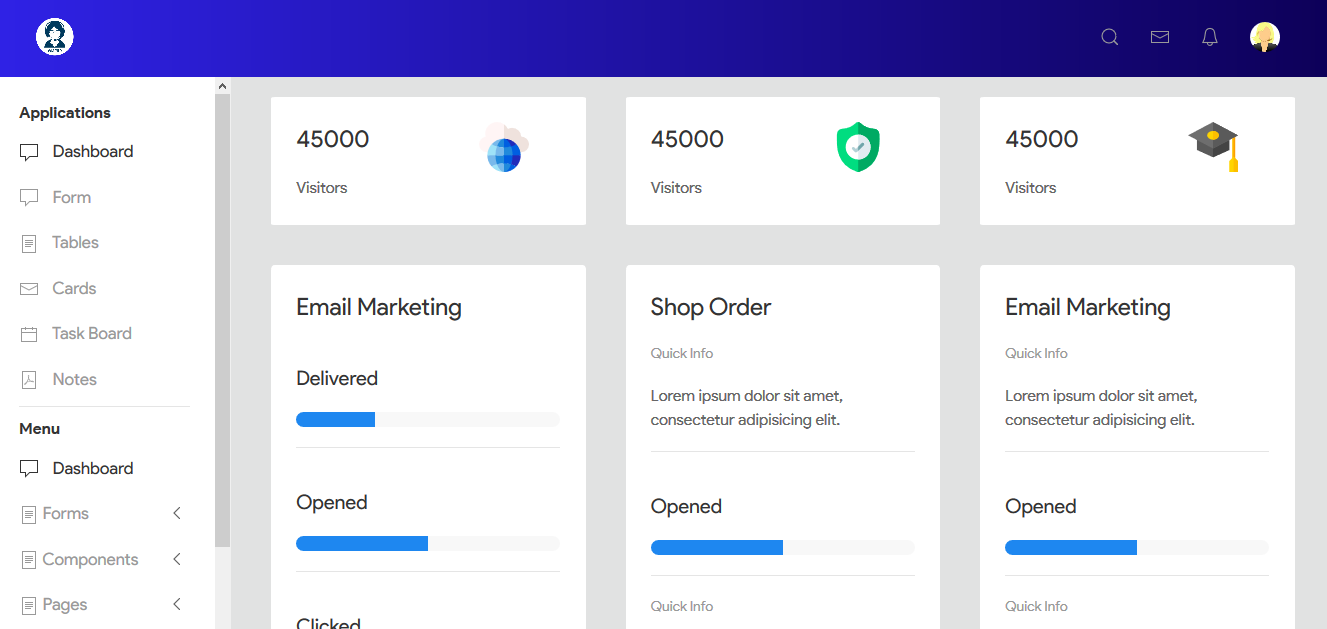 Applications
Dashboard
Form
Tables
Cards
Task Board
Notes
Menu
Dashboard
Forms
Components
Pages
45000
Visitors
45000
Visitors
45000
Visitors
Email Marketing
Delivered
Opened
Clicked
Shop Order
Quick Info
Lorem ipsum dolor sit amet,
consectetur adipisicing elit.
Opened
Quick Info
Email Marketing
Quick Info
Lorem ipsum dolor sit amet,
consectetur adipisicing elit.
Opened
Quick Info